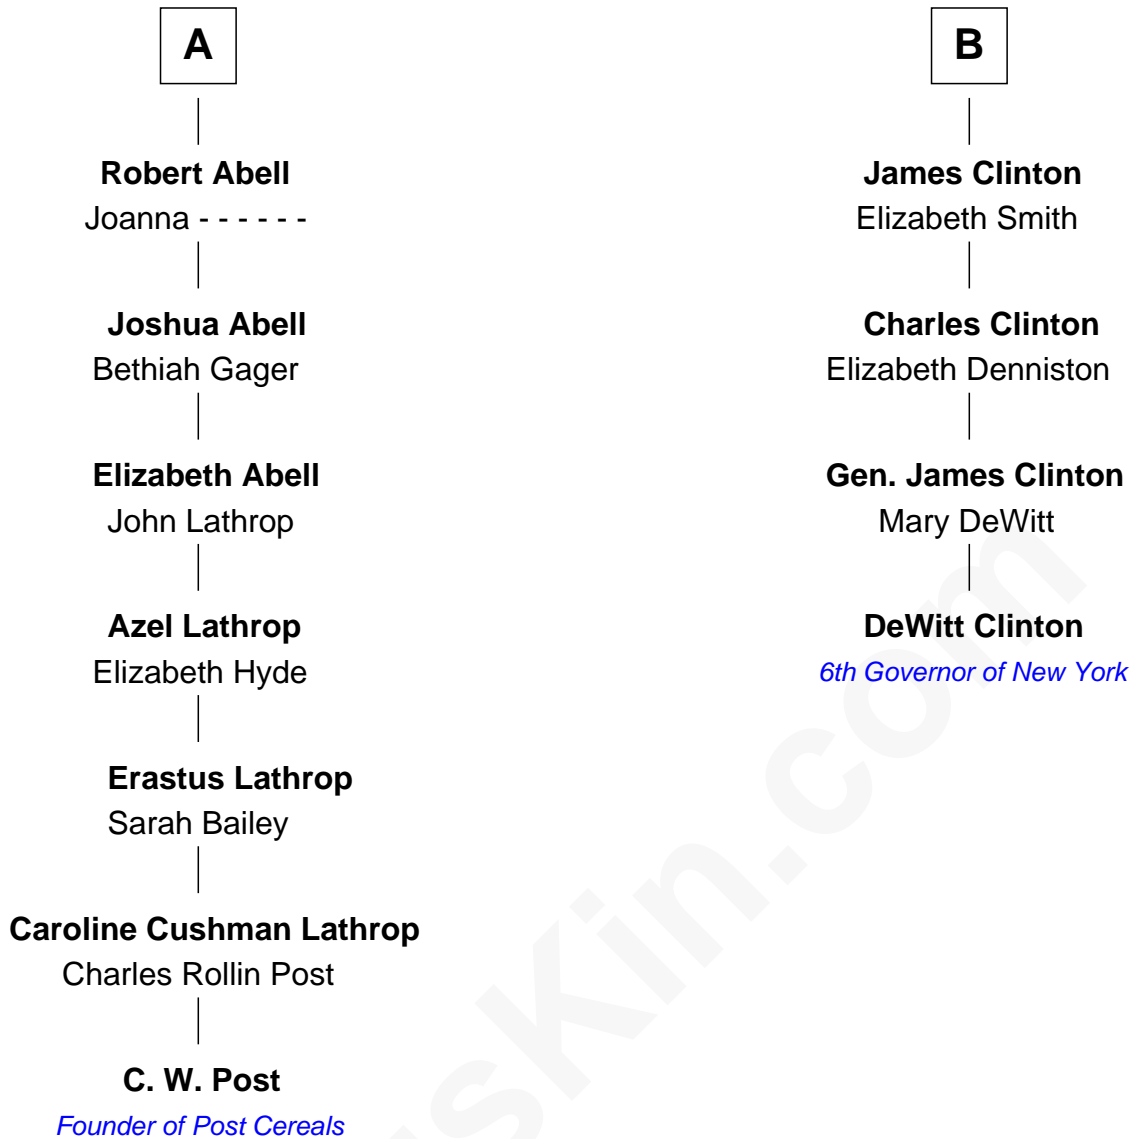 A
Robert Abell
Joanna - - - - - -
Joshua Abell
Bethiah Gager
Elizabeth Abell
John Lathrop
Azel Lathrop
Elizabeth Hyde
Erastus Lathrop
Sarah Bailey
Caroline Cushman Lathrop
Charles Rollin Post
C. W. Post
Founder of Post Cereals
B
James Clinton
Elizabeth Smith
Charles Clinton
Elizabeth Denniston
Gen. James Clinton
Mary DeWitt
DeWitt Clinton
6th Governor of New York
sKin.com